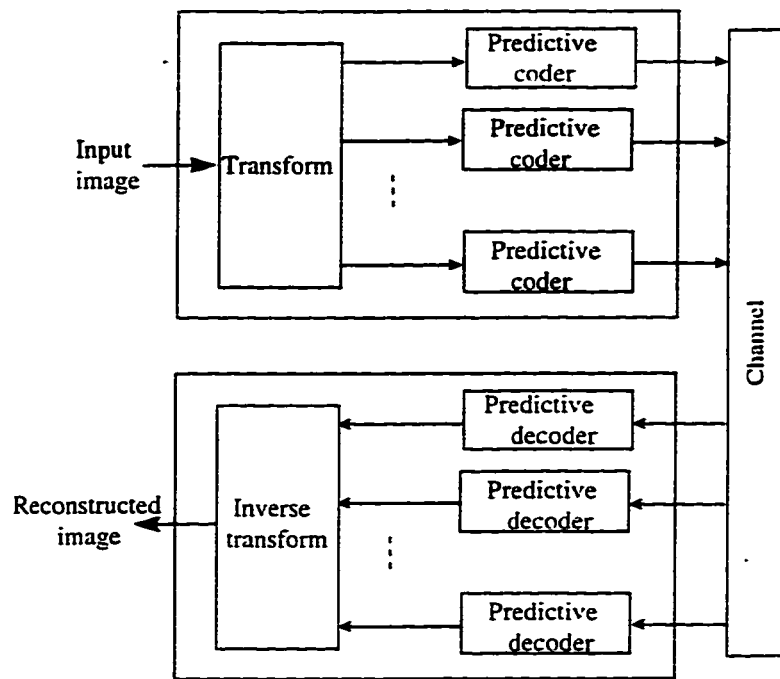 Predictive
coder
Predictive
coder
Input
image
Transform
Predictive
coder
Channel
Predictive
decoder
Predictive
decoder
Reconstructed
image
Inverse
transform
Predictive
decoder